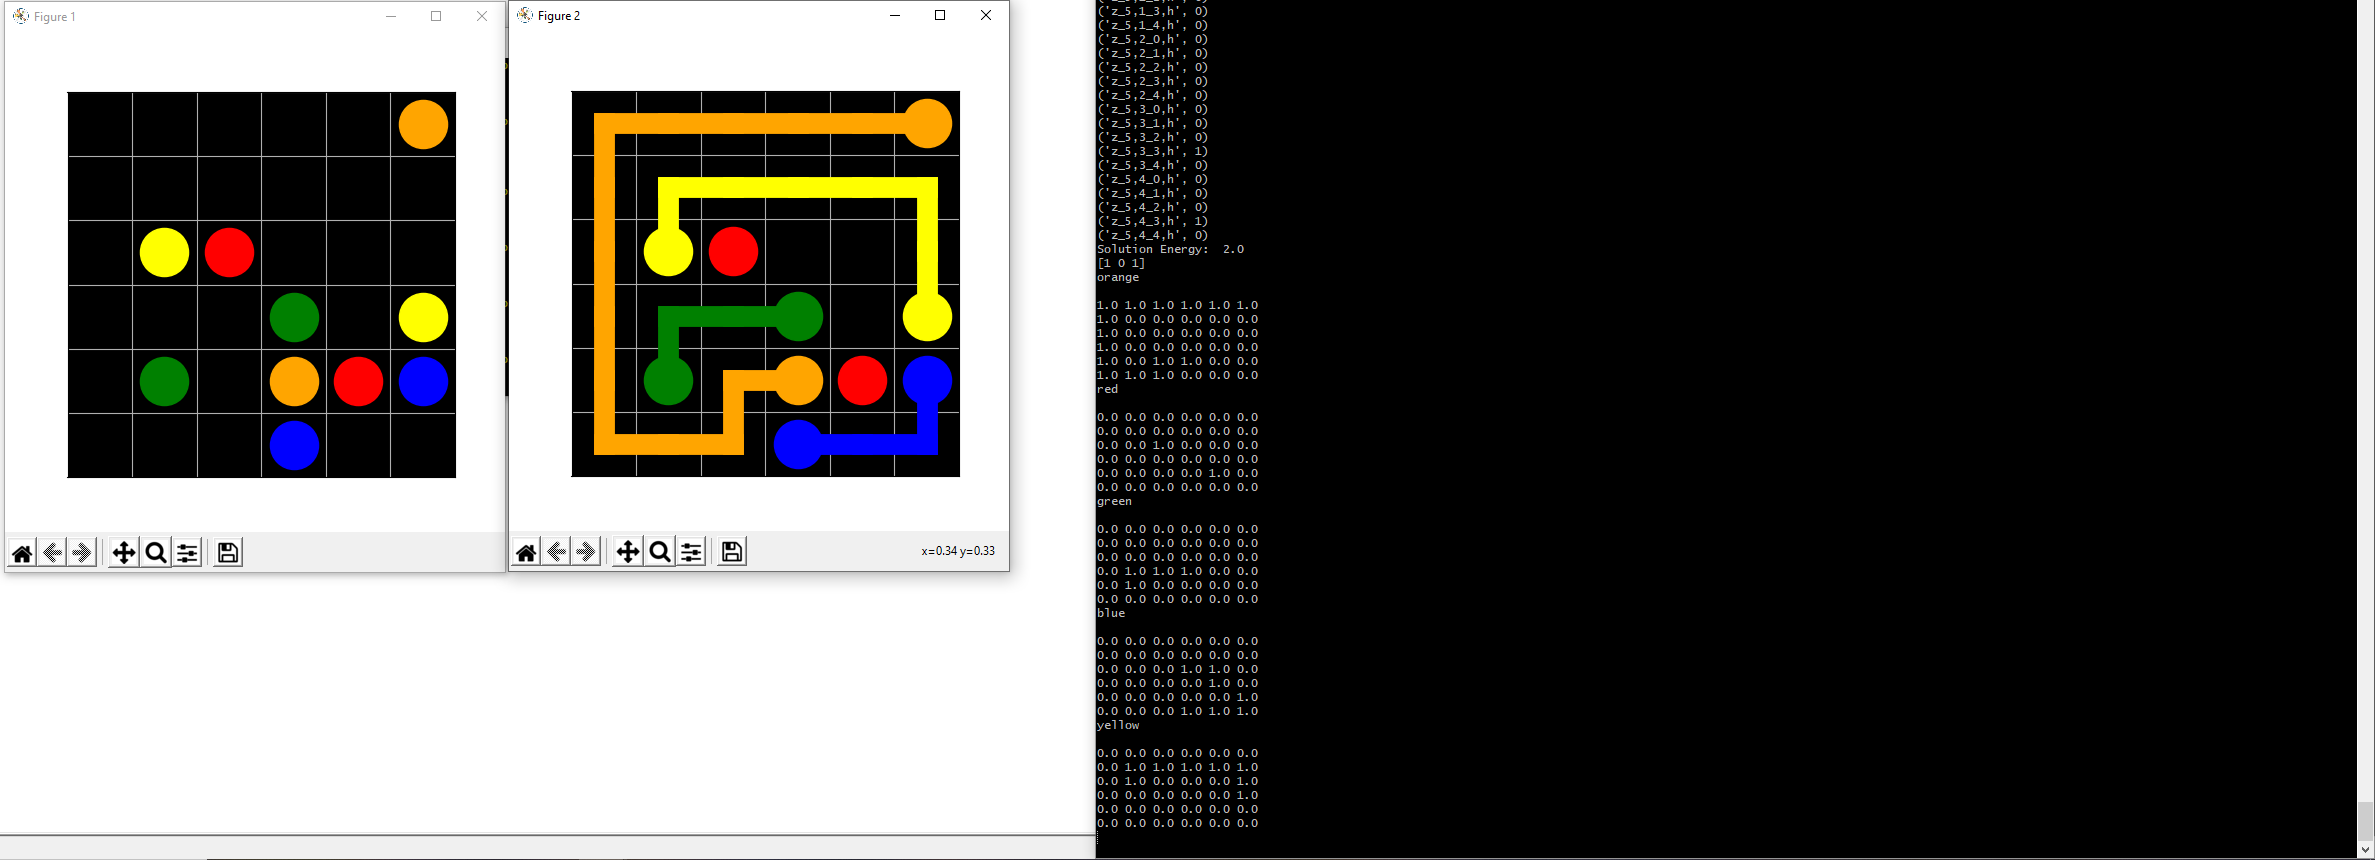 Figure 1
Figure 2
x=0.34 y=0.33
('z_5,1_3,h', 0)
('z_5,1_4,h', 0)
('z_5,2_0,h', 0)
('z_5,2_1,h', 0)
('z_5,2_2,h', 0)
('z_5,2_3,h', 0)
('z_5,2_4,h', 0)
('z_5,3_0,h', 0)
('z_5,3_1,h', 0)
('z_5,3_2,h', 0)
('z_5,3_3,h', 1)
('z_5,3_4,h', 0)
('z_5,4_0,h', 0)
('z_5,4_1,h', 0)
('z_5,4_2,h', 0)
('z_5,4_3,h', 1)
('z_5,4_4,h', 0)
Solution Energy:  2.0
[1 0 1]
orange
1.0 1.0 1.0 1.0 1.0 1.0
1.0 0.0 0.0 0.0 0.0 0.0
1.0 0.0 0.0 0.0 0.0 0.0
1.0 0.0 0.0 0.0 0.0 0.0
1.0 0.0 1.0 1.0 0.0 0.0
1.0 1.0 1.0 0.0 0.0 0.0
red
0.0 0.0 0.0 0.0 0.0 0.0
0.0 0.0 0.0 0.0 0.0 0.0
0.0 0.0 1.0 0.0 0.0 0.0
0.0 0.0 0.0 0.0 0.0 0.0
0.0 0.0 0.0 0.0 1.0 0.0
0.0 0.0 0.0 0.0 0.0 0.0
green
0.0 0.0 0.0 0.0 0.0 0.0
0.0 0.0 0.0 0.0 0.0 0.0
0.0 0.0 0.0 0.0 0.0 0.0
0.0 1.0 1.0 1.0 0.0 0.0
0.0 1.0 0.0 0.0 0.0 0.0
0.0 0.0 0.0 0.0 0.0 0.0
blue
0.0 0.0 0.0 0.0 0.0 0.0
0.0 0.0 0.0 0.0 0.0 0.0
0.0 0.0 0.0 1.0 1.0 0.0
0.0 0.0 0.0 0.0 1.0 0.0
0.0 0.0 0.0 0.0 0.0 1.0
0.0 0.0 0.0 1.0 1.0 1.0
yellow
0.0 0.0 0.0 0.0 0.0 0.0
0.0 1.0 1.0 1.0 1.0 1.0
0.0 1.0 0.0 0.0 0.0 1.0
0.0 0.0 0.0 0.0 0.0 1.0
0.0 0.0 0.0 0.0 0.0 0.0
0.0 0.0 0.0 0.0 0.0 0.0